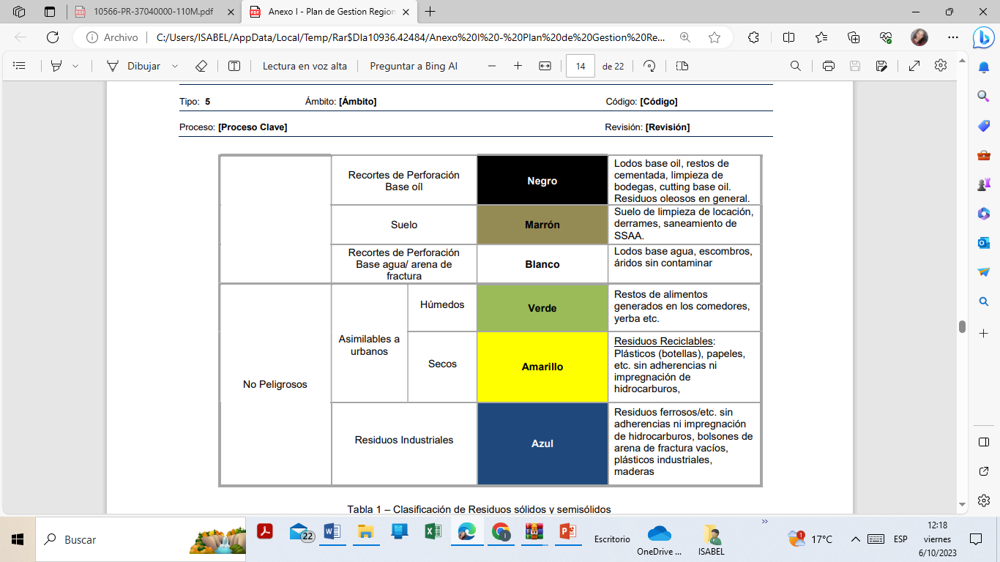 10566-PR-37040000-110M.pdf
Anexo I - Plan de Gestion Region
Archivo
C:/Users/ISABEL/AppData/Local/Temp/Rar$DIa10936.42484/Anexo%20I%20-%20Plan%20de%20Gestion%20Re...
Dibujar
Lectura en voz alta
Preguntar a Bing AI
14
de 22
Tipo: 5
Ámbito: [Ámbito]
Código: [Código]
Proceso: [Proceso Clave]
Revisión: [Revisión]
Recortes de Perforación
Base oíl
Negro
Lodos base oil, restos de
cementada, limpieza de
bodegas, cutting base oil.
Residuos oleosos en general.
Suelo
Marrón
Suelo de limpieza de locación,
derrames, saneamiento de
SSAA.
Recortes de Perforación
Base agua/ arena de
fractura
Blanco
Lodos base agua, escombros,
áridos sin contaminar
No Peligrosos
Asimilables a
urbanos
Húmedos
Verde
Restos de alimentos
generados en los comedores,
yerba etc.
Secos
Amarillo
Residuos Reciclables:
Plásticos (botellas), papeles,
etc. sin adherencias ni
impregnación de
hidrocarburos,
Residuos Industriales
Azul
Residuos ferrosos/etc. sin
adherencias ni impregnación
de hidrocarburos, bolsones de
arena de fractura vacíos,
plásticos industriales,
maderas
Tabla 1 – Clasificación de Residuos sólidos y semisólidos
Buscar
22
Escritorio
OneDrive ...
ISABEL
1
17°C
ESP
12:18
viernes
6/10/2023